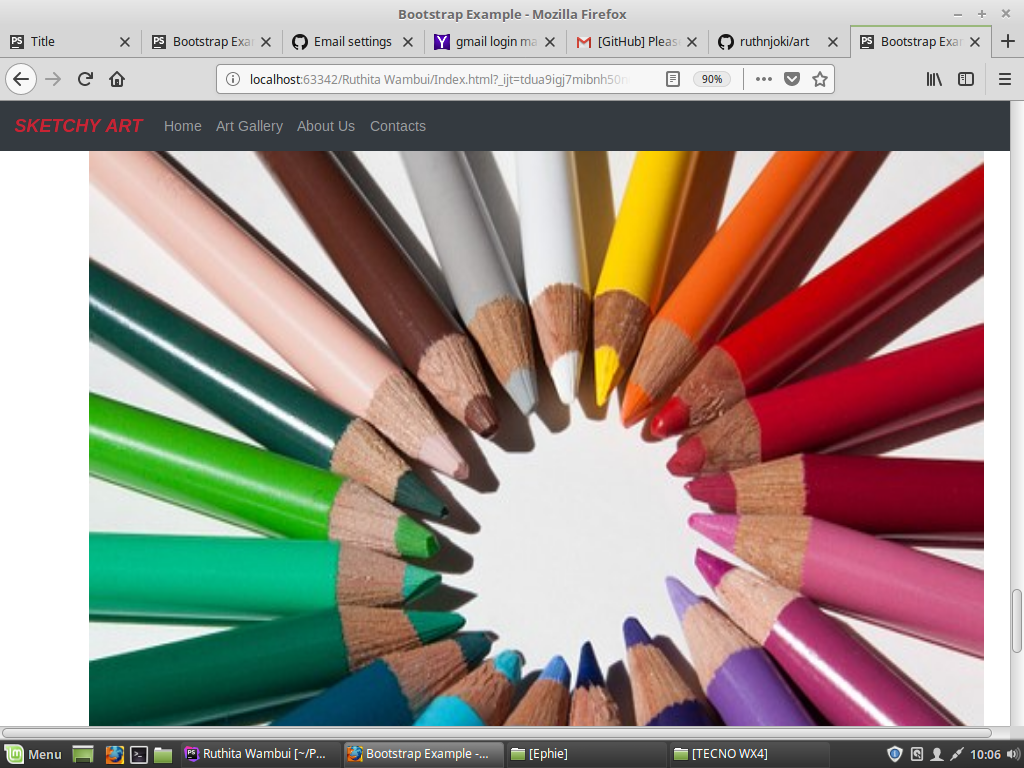 Bootstrap Example - Mozilla Firefox
Title
Bootstrap Exa
Email settings
gmail login ma
[GitHub] Pleas
ruthnjoki/art
Bootstrap Exam
localhost:63342/Ruthita Wambui/Index.html?_ijt=tdua9igj7mibnh50
90%
SKETCHY ART Home Art Gallery About Us Contacts
Menu
Ruthita Wambui [~/P...
Bootstrap Example -...
[Ephie]
[TECNO WX4]
10:06